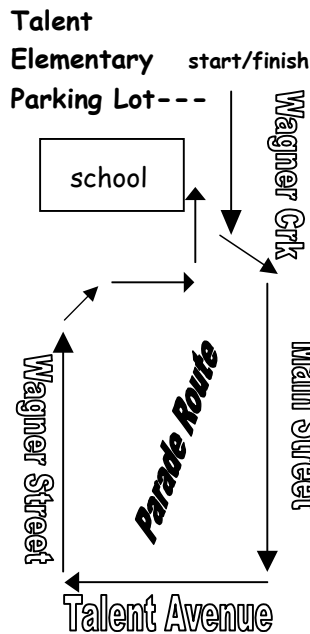 Talent
Elementary start/finish
Parking Lot---
Wagner Crk
school
Main Street
Parade Route
Wagner Street
Talent Avenue